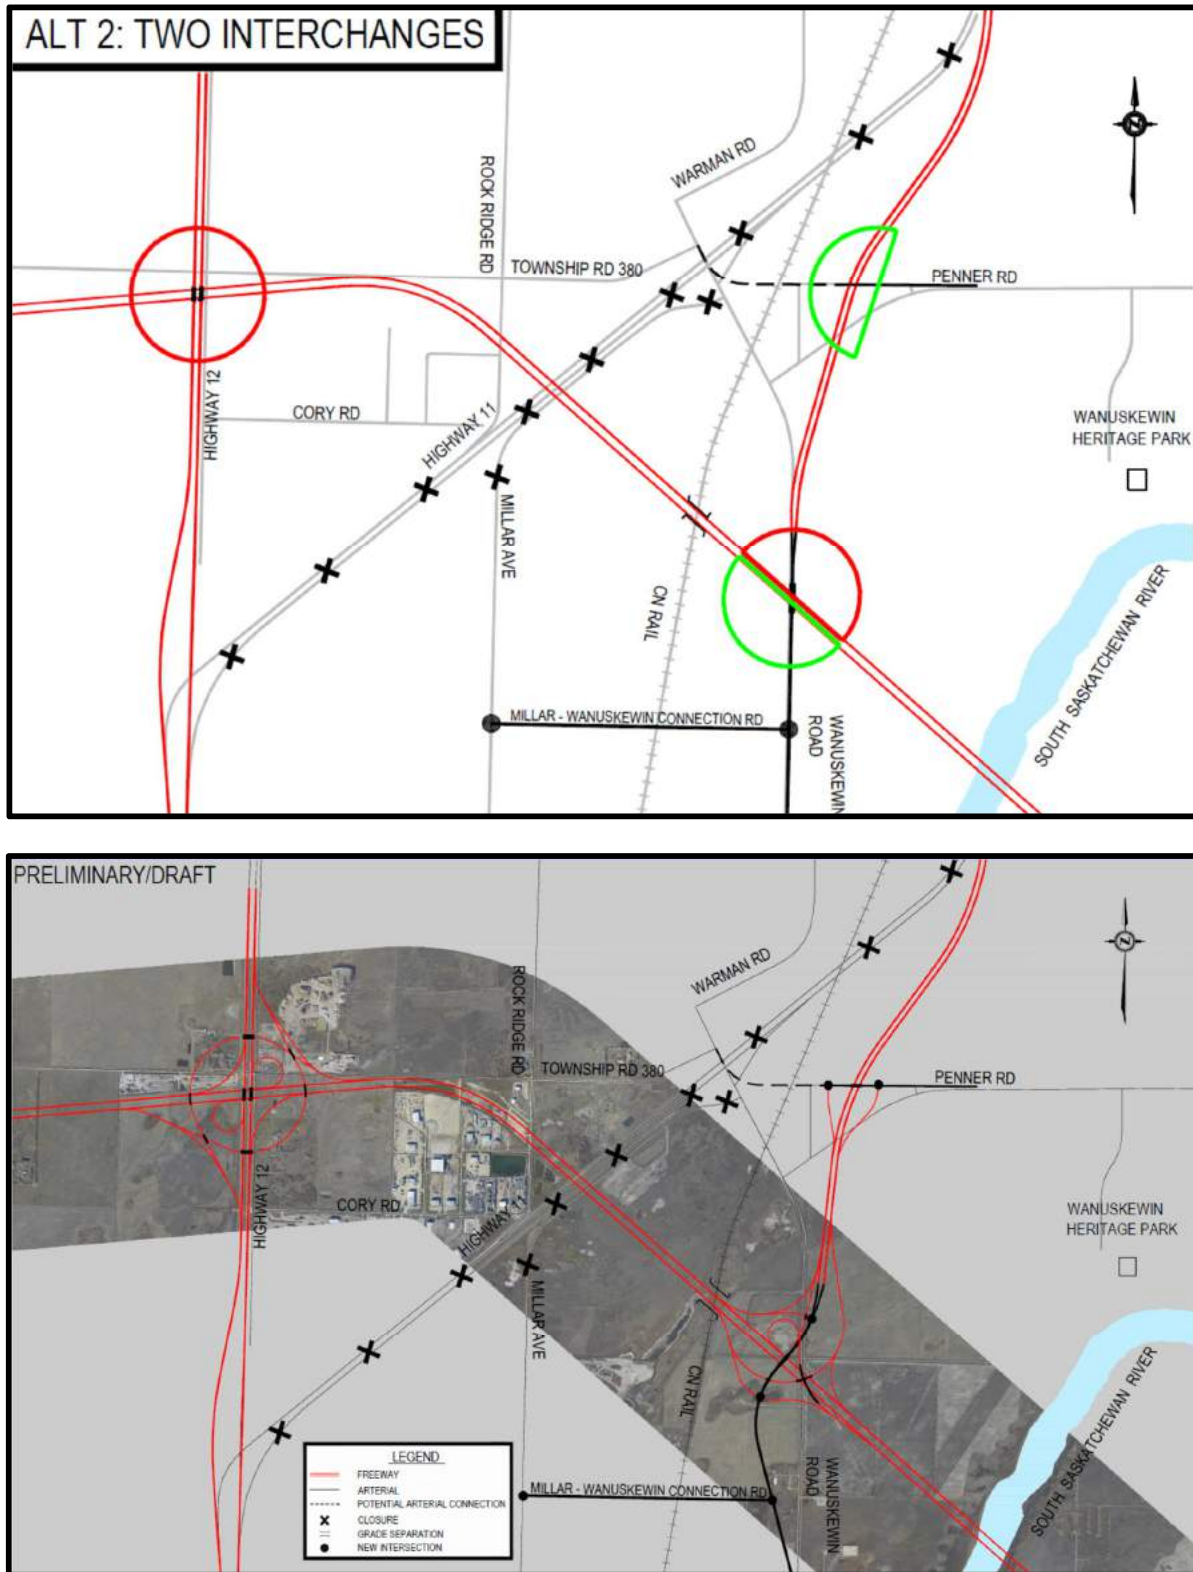 ALT 2: TWO INTERCHANGES
WARMAN RD
ROCK RIDGE RD
TOWNSHIP RD 380
PENNER RD
Z
HIGHWAY 12
CORY RD
HIGHWAY 11
WANUSKEWIN
HERITAGE PARK
MILLAR AVE
CN RAIL
SOUTH SASKATCHEWAN RIVER
MILLAR - WANUSKEWIN CONNECTION RD
WANUSKEWIN
ROAD
PRELIMINARY/DRAFT
WARMAN RD
Z
ROCK RIDGE RD
TOWNSHIP RD 380
PENNER RD
HIGHWAY 12
CORY RD
HIGHWAY 11
WANUSKEWIN
HERITAGE PARK
MILLAR AVE
CN RAIL
SOUTH SASKATCHEWAN RIVER
LEGEND
FREEWAY
ARTERIAL
POTENTIAL ARTERIAL CONNECTION
CLOSURE
GRADE SEPARATION
NEW INTERSECTION
MILLAR - WANUSKEWIN CONNECTION RD
WANUSKEWIN
ROAD